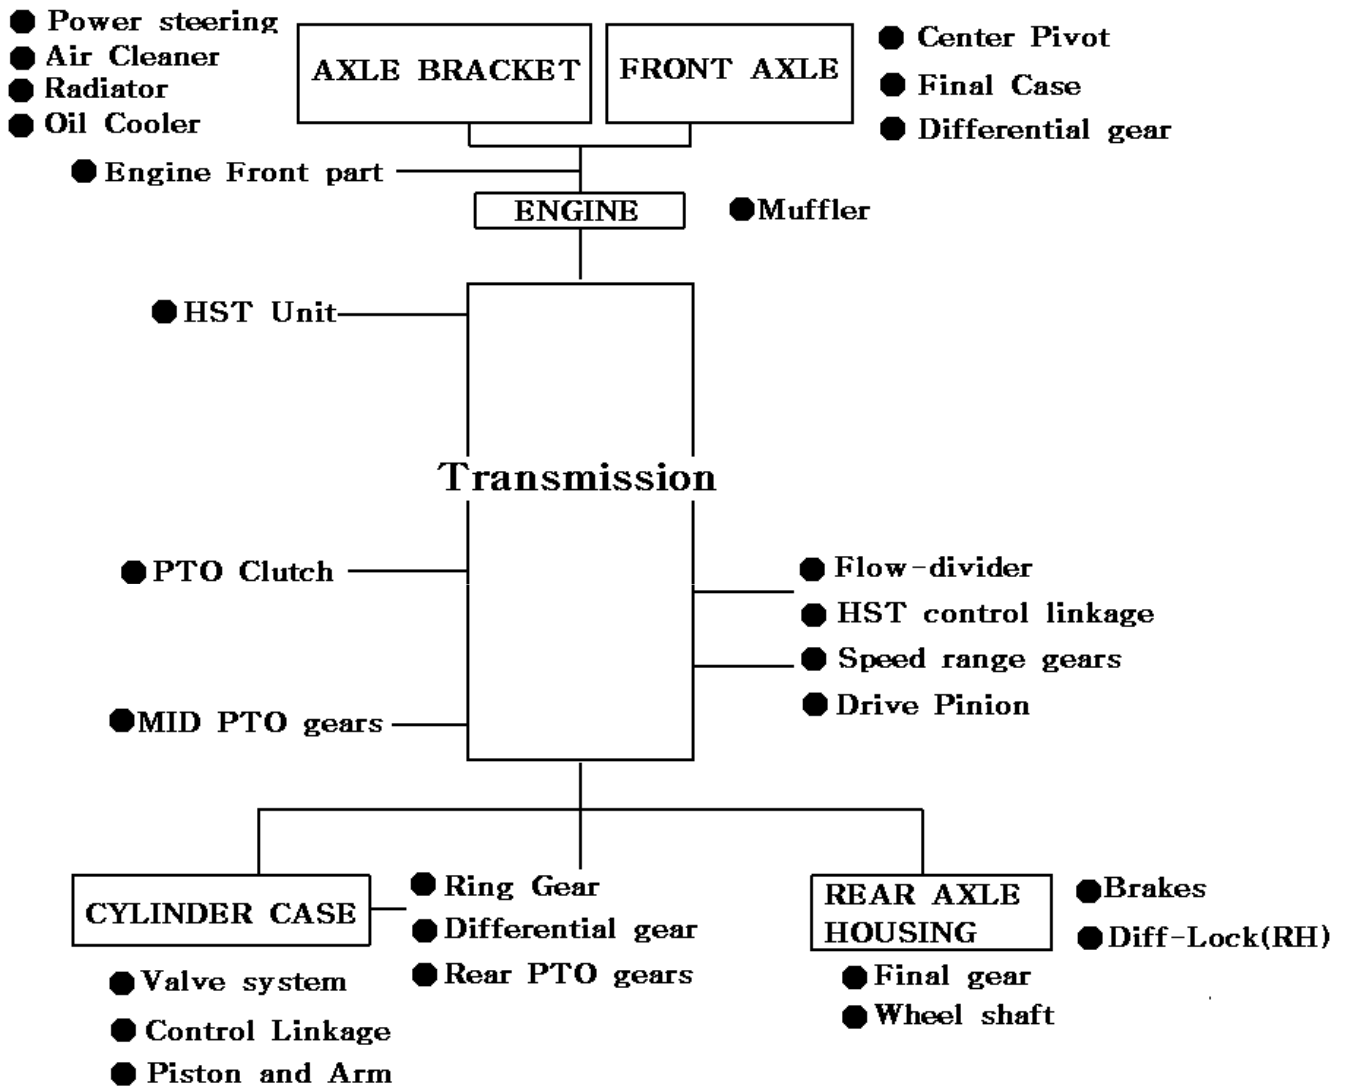 Power steering
Air Cleaner
Radiator
Oil Cooler
AXLE BRACKET
FRONT AXLE
Center Pivot
Final Case
Differential gear
Engine Front part
ENGINE
Muffler
HST Unit
Transmission
PTO Clutch
Flow-divider
HST control linkage
Speed range gears
Drive Pinion
MID PTO gears
CYLINDER CASE
Ring Gear
Differential gear
Rear PTO gears
REAR AXLE
HOUSING
Brakes
Diff-Lock(RH)
Valve system
Control Linkage
Piston and Arm
Final gear
Wheel shaft